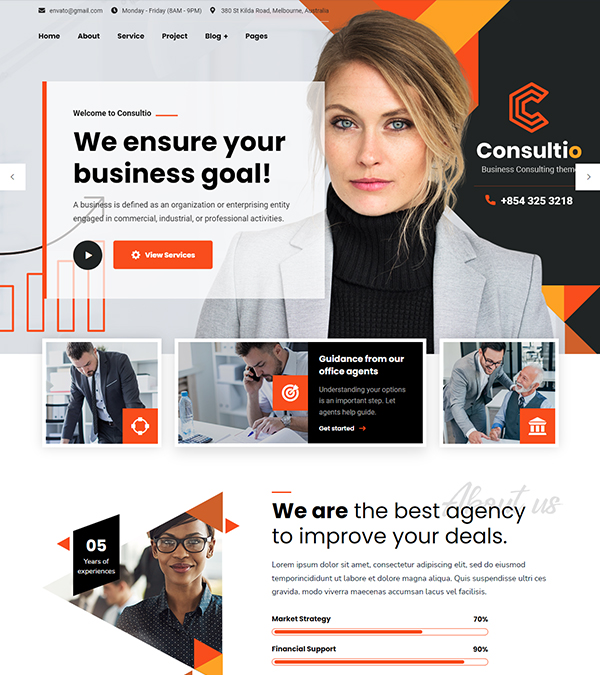 envato@gmail.com Monday - Friday (8AM - 9PM) 380 St Kilda Road, Melbourne, Australia
Home About Service Project Blog + Pages
Welcome to Consultio
We ensure your
business goal!
A business is defined as an organization or enterprising entity
engaged in commercial, industrial, or professional activities.
View Services
Consultio
Business Consulting theme
+854 325 3218
Guidance from our
office agents
Understanding your options
is an important step. Let
agents help guide.
Get started
05
Years of
experiences
About us
We are the best agency
to improve your deals.
Lorem ipsum dolor sit amet, consectetur adipiscing elit, sed do eiusmod
temporincididunt ut labore et dolore magna aliqua. Quis suspendisse ultri ces
gravida. modo viverra maecenas accumsan lacus vel facilisis.
Market Strategy 70%
Financial Support 90%